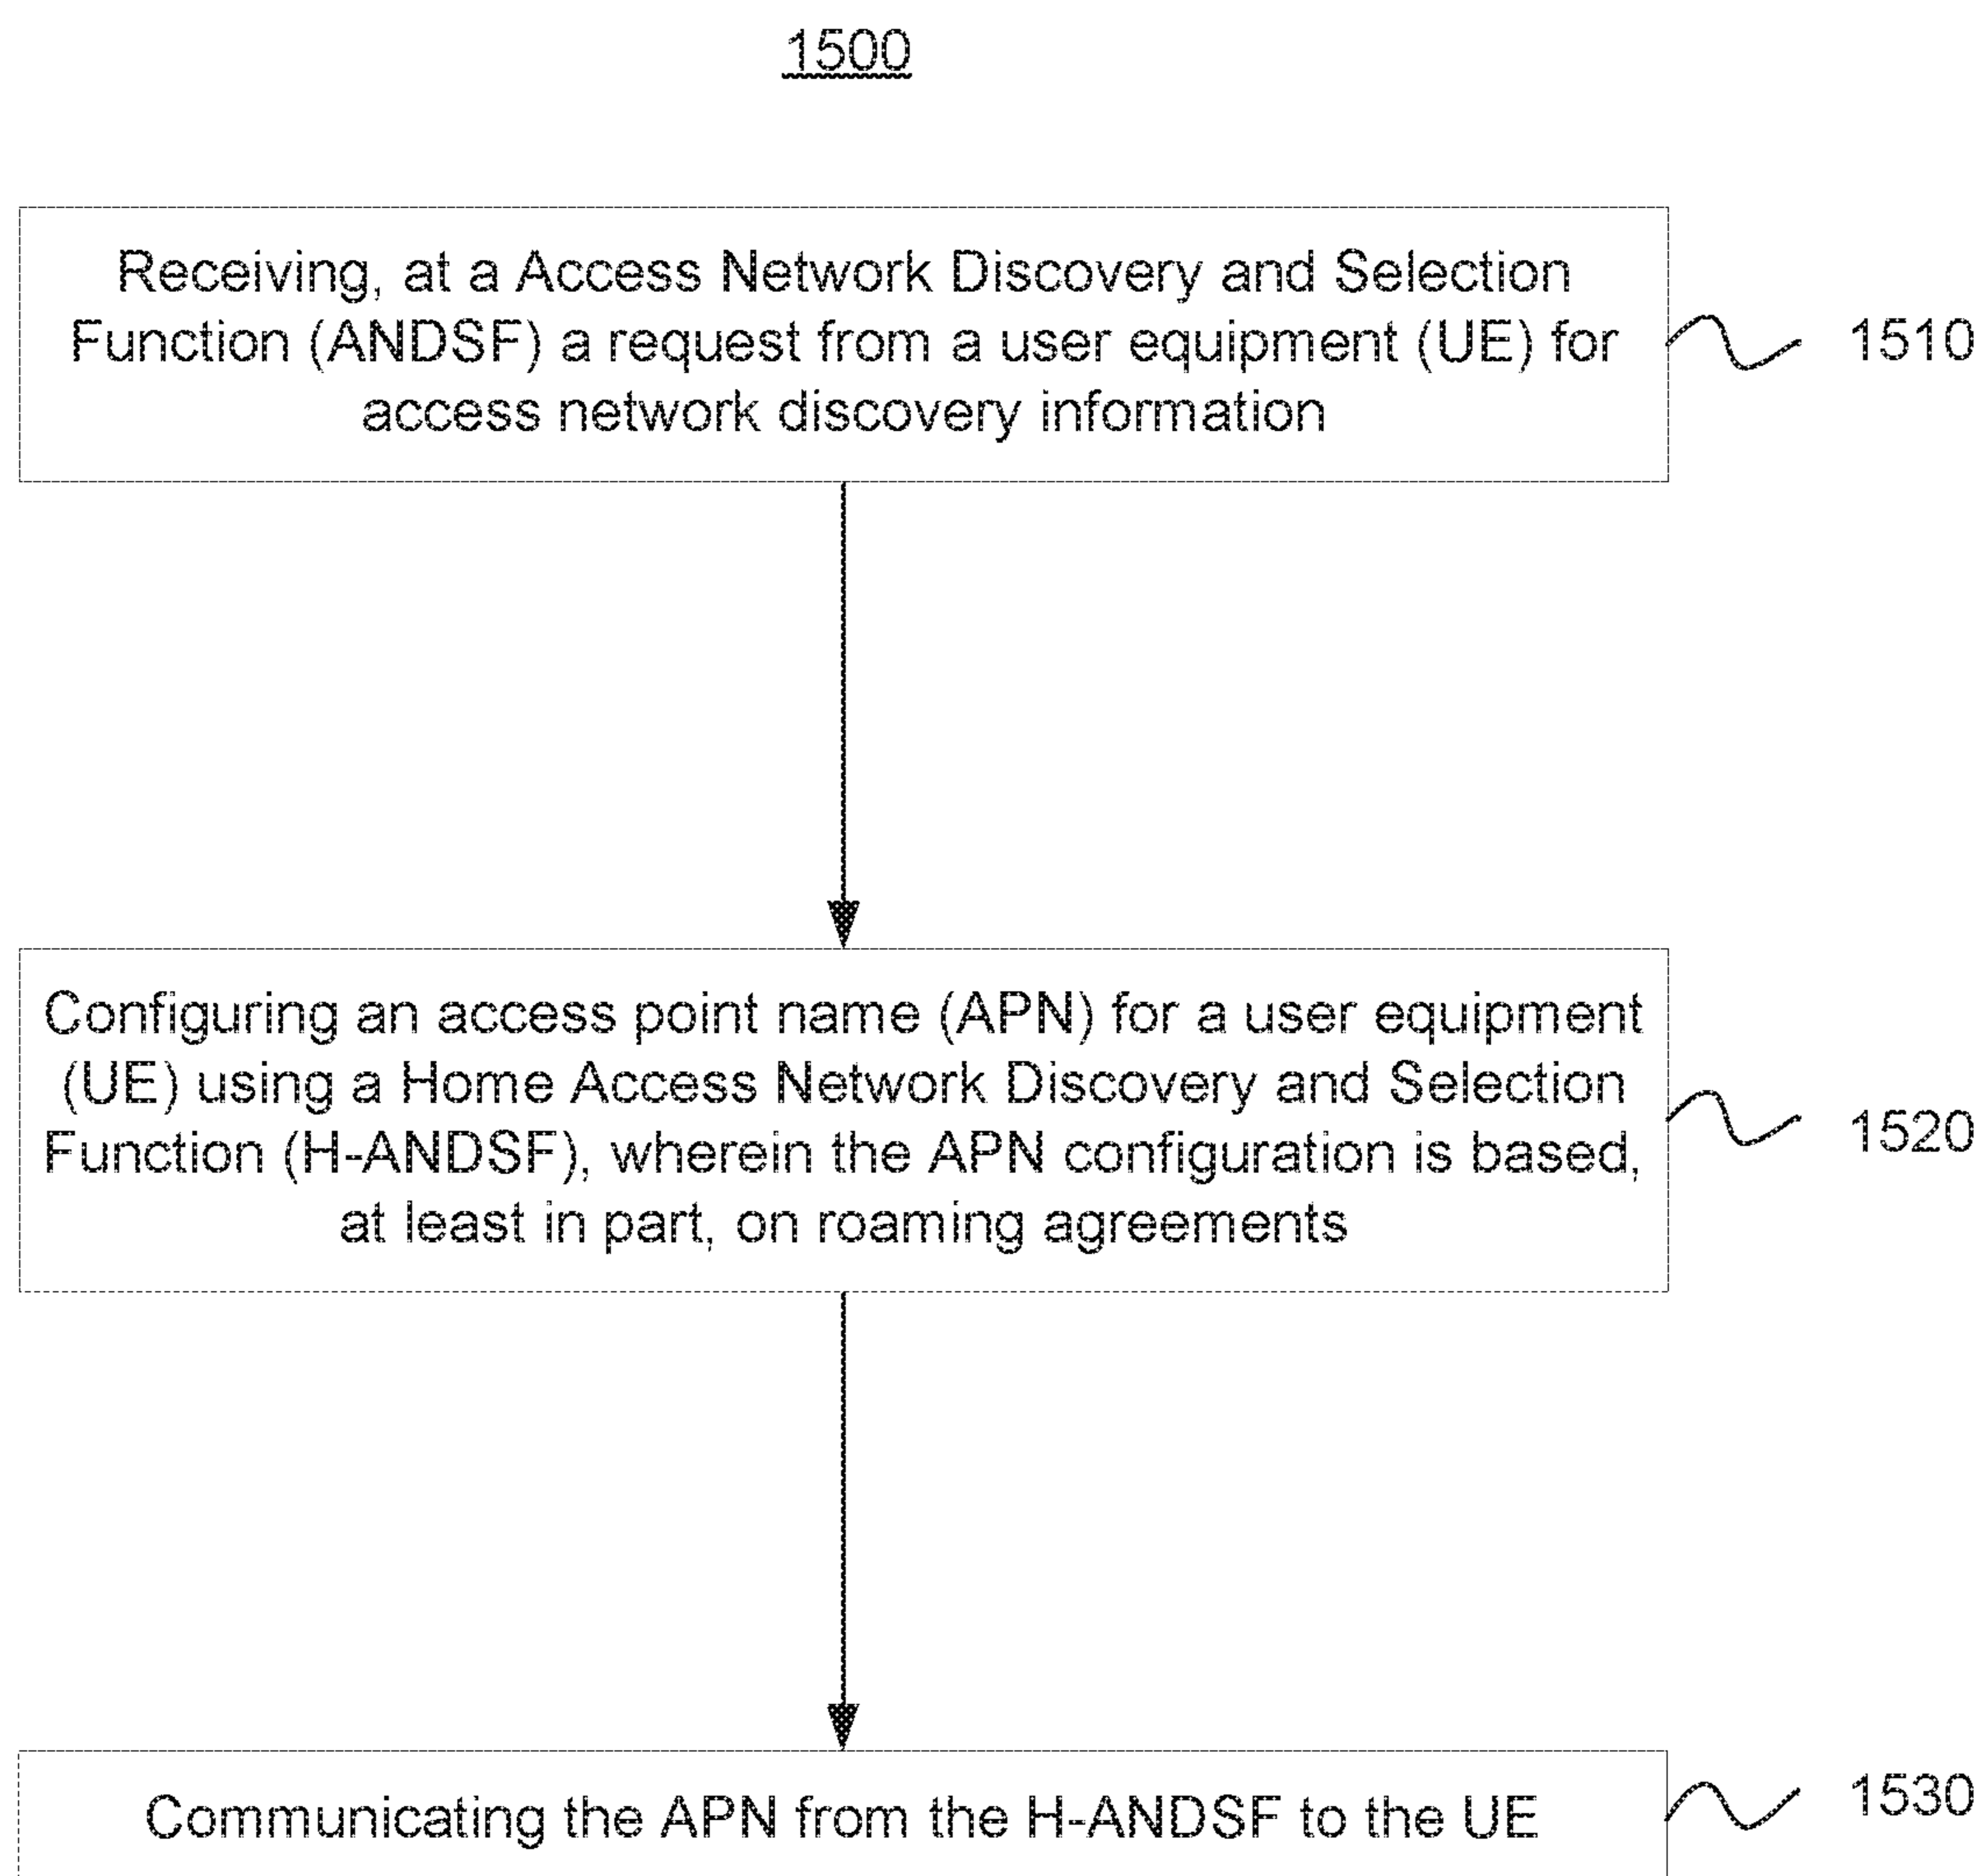 1500
Receiving, at a Access Network Discovery and Selection
Function (ANDSF) a request from a user equipment (UE) for
access network discovery information
1510
Configuring an access point name (APN) for a user equipment
(UE) using a Home Access Network Discovery and Selection
Function (H-ANDSF), wherein the APN configuration is based,
at least in part, on roaming agreements
1520
Communicating the APN from the H-ANDSF to the UE
1530